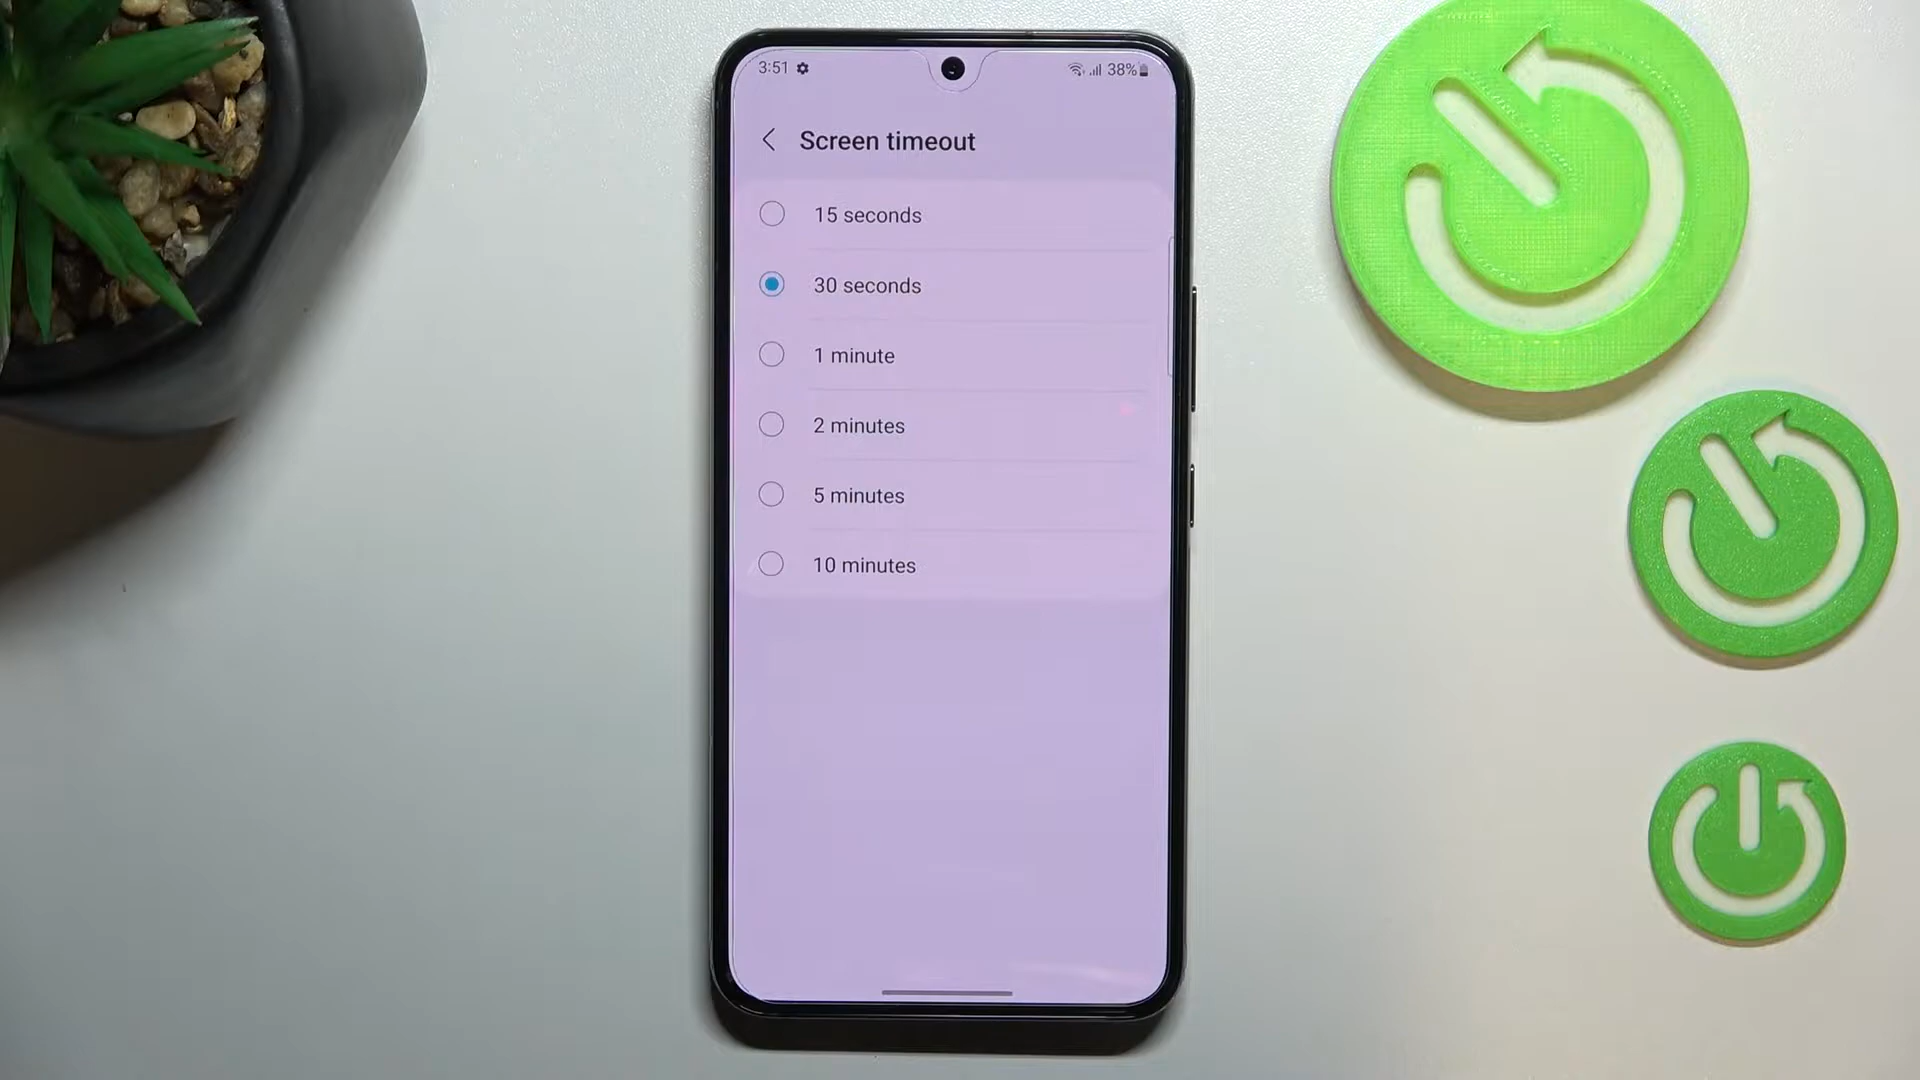 3:51 38%
Screen timeout
15 seconds
30 seconds
1 minute
2 minutes
5 minutes
10 minutes